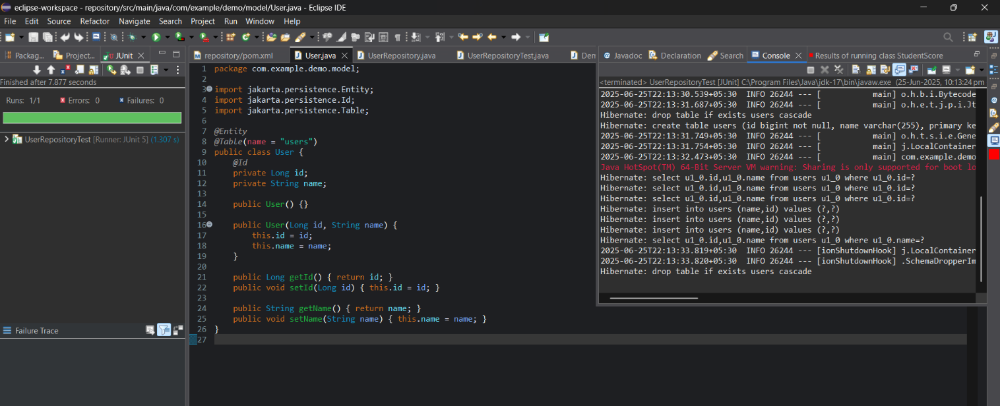 eclipse-workspace - repository/src/main/java/com/example/demo/model/User.java - Eclipse IDE
File Edit Source Refactor Navigate Search Project Run Window Help
Packag... Project... JUnit
Finished after 7.877 seconds
Runs: 1/1 Errors: 0 Failures: 0
UserRepositoryTest [Runner: JUnit 5] (1.307 s)
Failure Trace
repository/pom.xml User.java UserRepository.java UserRepositoryTest.java Dem
1 package com.example.demo.model;
2
3 import jakarta.persistence.Entity;
4 import jakarta.persistence.Id;
5 import jakarta.persistence.Table;
6
7 @Entity
8 @Table(name = "users")
9 public class User {
10 @Id
11 private Long id;
12 private String name;
13
14 public User() {}
15
16 public User(Long id, String name) {
17 this.id = id;
18 this.name = name;
19 }
20
21 public Long getId() { return id; }
22 public void setId(Long id) { this.id = id; }
23
24 public String getName() { return name; }
25 public void setName(String name) { this.name = name; }
26 }
27
Javadoc Declaration Search Console Results of running class StudentScore
<terminated> UserRepositoryTest [JUnit] C:\Program Files\Java\jdk-17\bin\javaw.exe (25-Jun-2025, 10:13:24 pm
2025-06-25T22:13:30.539+05:30 INFO 26244 --- [ main] o.h.b.i.Bytecode
2025-06-25T22:13:31.687+05:30 INFO 26244 --- [ main] o.h.e.t.j.p.i.Jt
Hibernate: drop table if exists users cascade
Hibernate: create table users (id bigint not null, name varchar(255), primary ke
2025-06-25T22:13:31.749+05:30 INFO 26244 --- [ main] o.h.t.s.i.e.Gene
2025-06-25T22:13:31.754+05:30 INFO 26244 --- [ main] j.LocalContainer
2025-06-25T22:13:32.473+05:30 INFO 26244 --- [ main] com.example.demo
Java HotSpot(TM) 64-Bit Server VM warning: Sharing is only supported for boot lo
Hibernate: select u1_0.id,u1_0.name from users u1_0 where u1_0.id=?
Hibernate: select u1_0.id,u1_0.name from users u1_0 where u1_0.id=?
Hibernate: select u1_0.id,u1_0.name from users u1_0 where u1_0.id=?
Hibernate: insert into users (name,id) values (?,?)
Hibernate: insert into users (name,id) values (?,?)
Hibernate: insert into users (name,id) values (?,?)
Hibernate: select u1_0.id,u1_0.name from users u1_0 where u1_0.name=?
2025-06-25T22:13:33.819+05:30 INFO 26244 --- [ionShutdownHook] j.LocalContainer
2025-06-25T22:13:33.820+05:30 INFO 26244 --- [ionShutdownHook] .SchemaDropperIm
Hibernate: drop table if exists users cascade